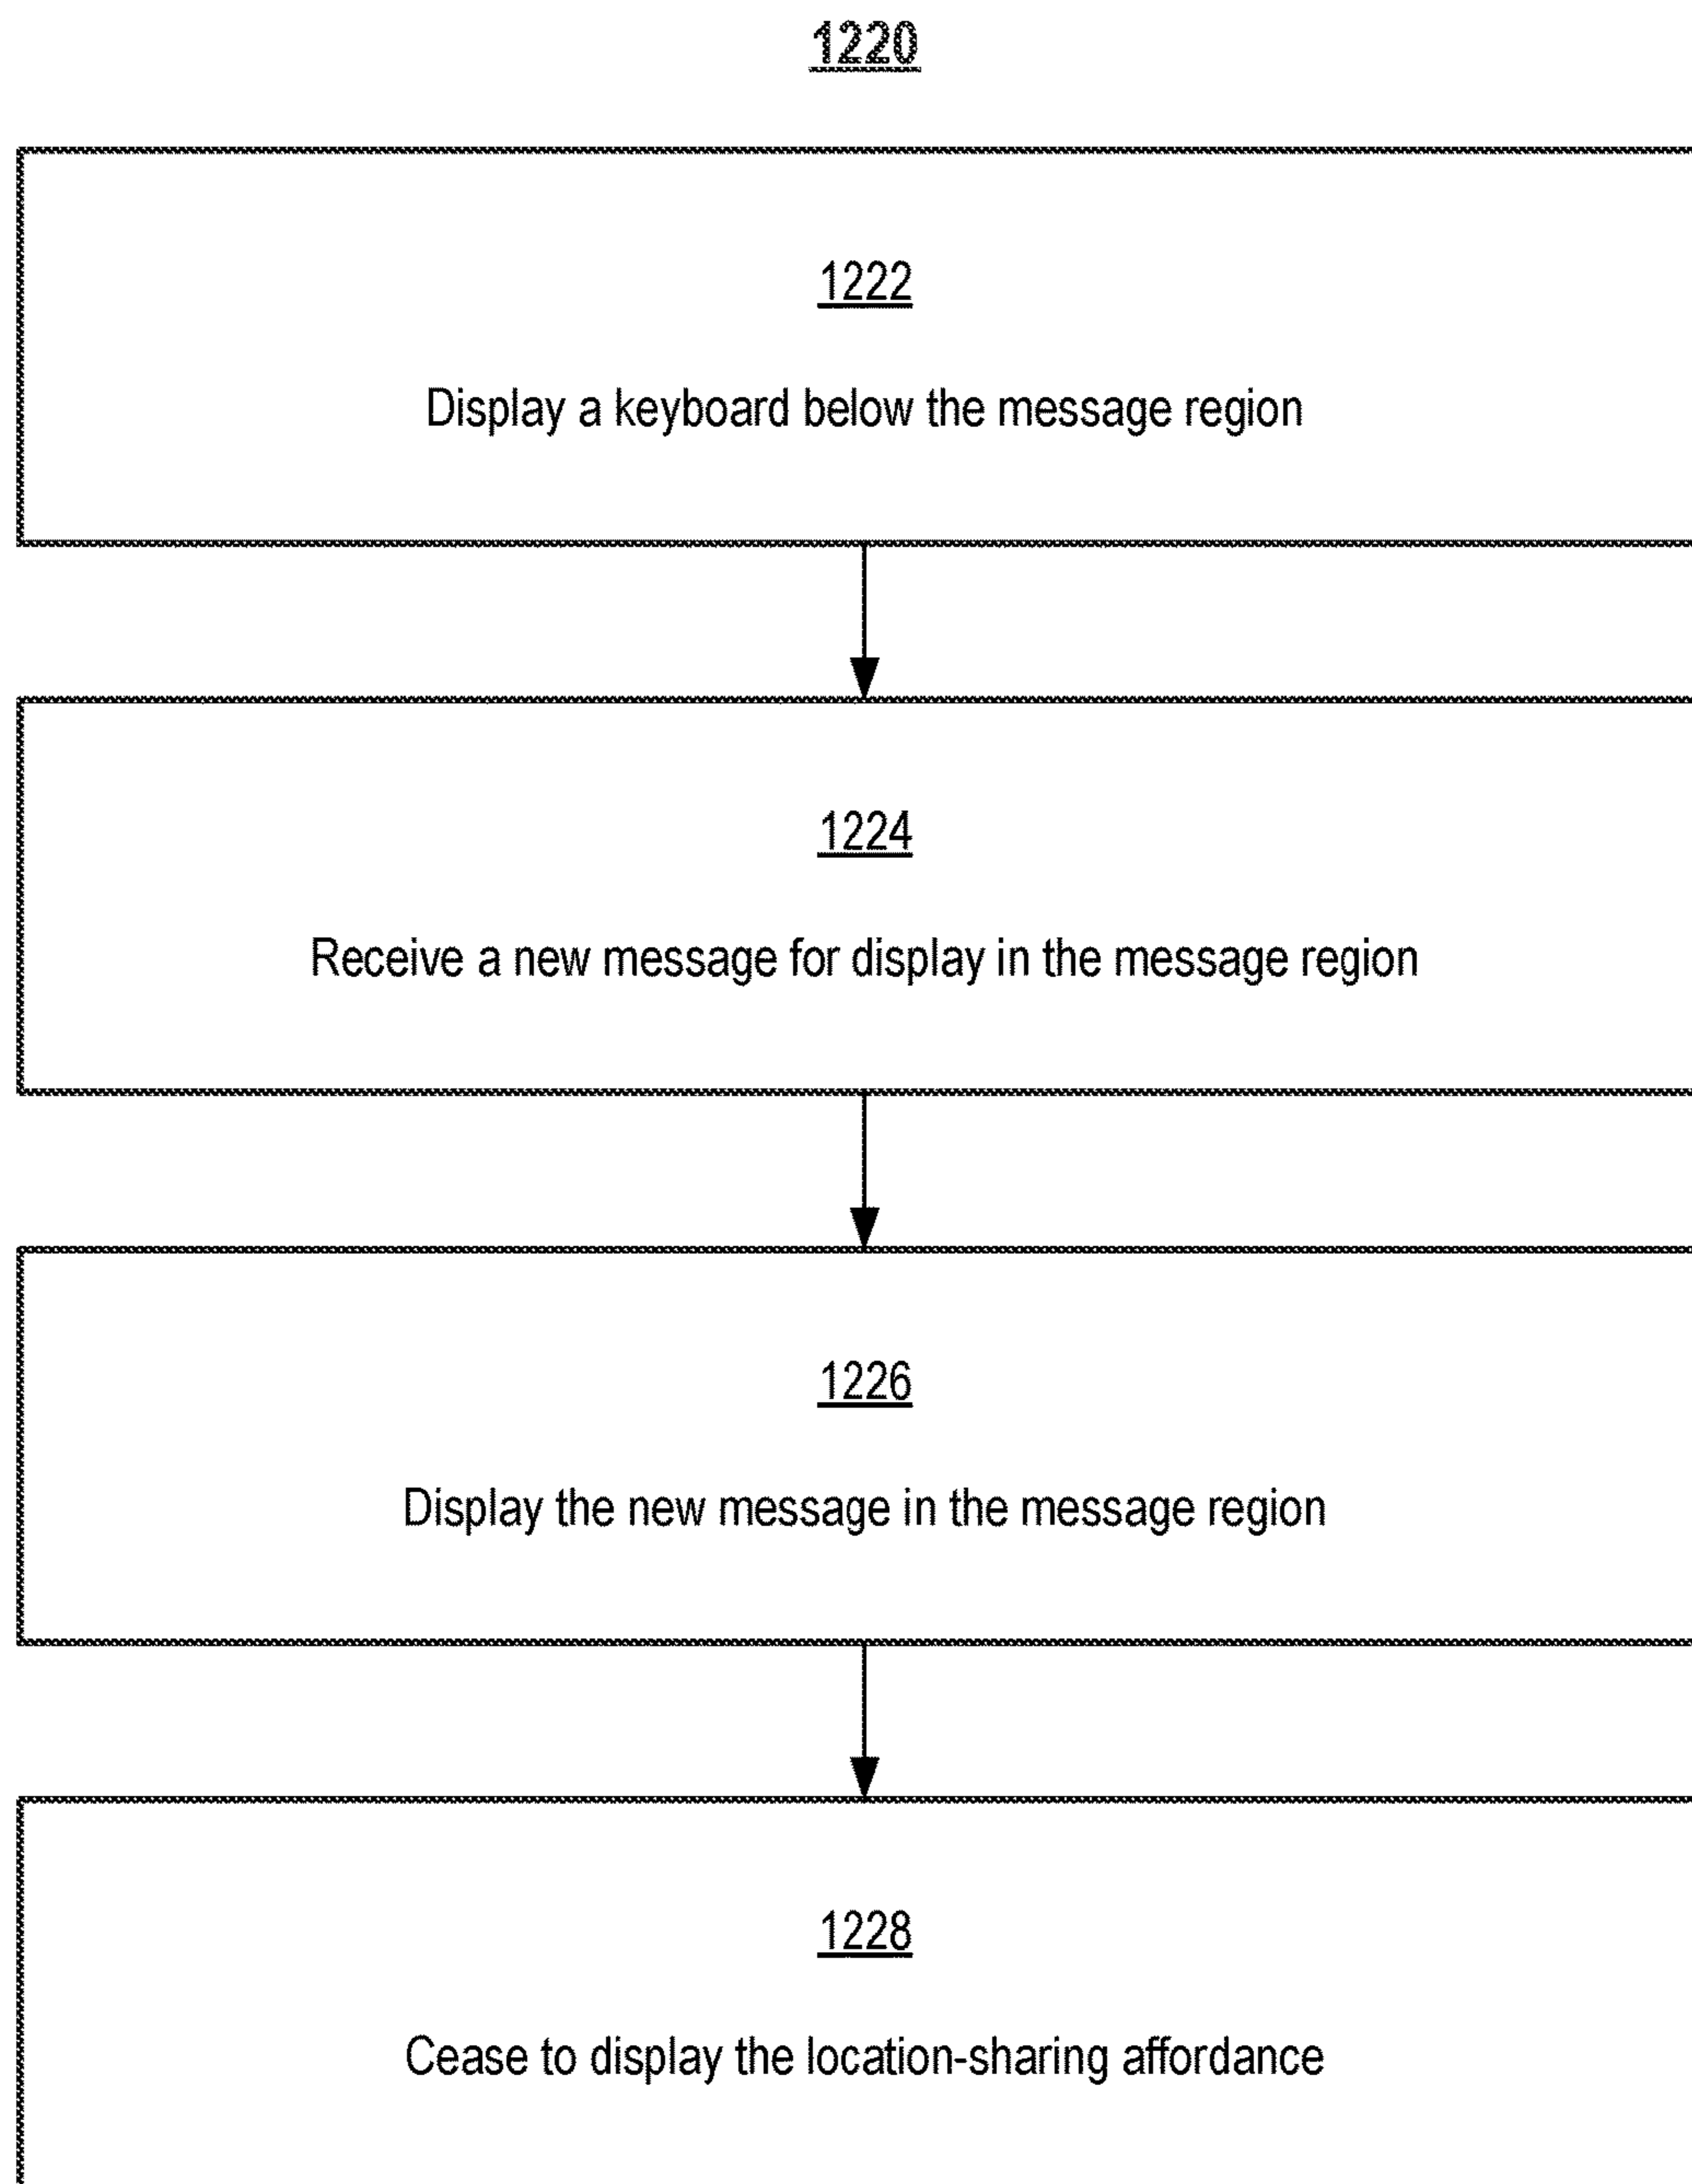 1220
1222
Display a keyboard below the message region
1224
Receive a new message for display in the message region
1226
Display the new message in the message region
1228
Cease to display the location-sharing affordance